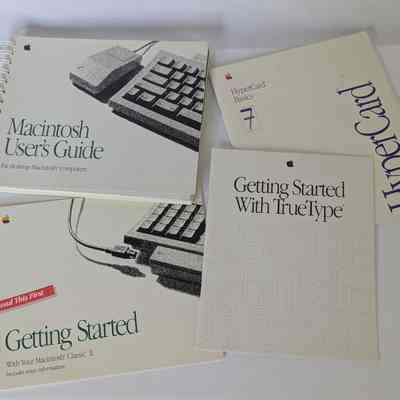 Macintosh
User's Guide
for desktop Macintosh computers
HyperCard
Basics
7
HyperCard
Getting Started
With TrueType
Read This First
Getting Started
With Your Macintosh Classic II
Includes setup information